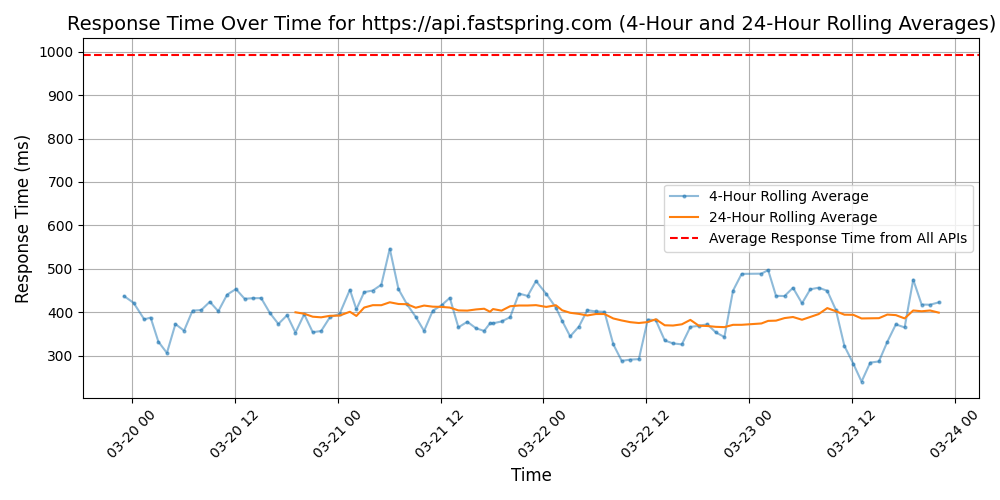 Response Time Over Time for https://api.fastspring.com (4-Hour and 24-Hour Rolling Averages)
Response Time (ms)
1000
900
800
700
600
500
400
300
4-Hour Rolling Average
24-Hour Rolling Average
Average Response Time from All APIs
03-20 00
03-20 12
03-21 00
03-21 12
03-22 00
03-22 12
03-23 00
03-23 12
03-24 00
Time